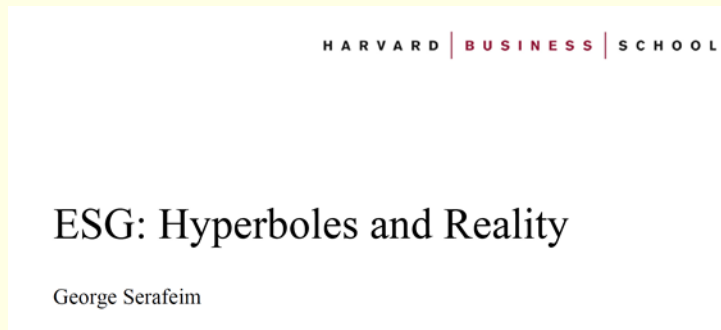 HARVARD | BUSINESS | SCHOOL
ESG: Hyperboles and Reality
George Serafeim